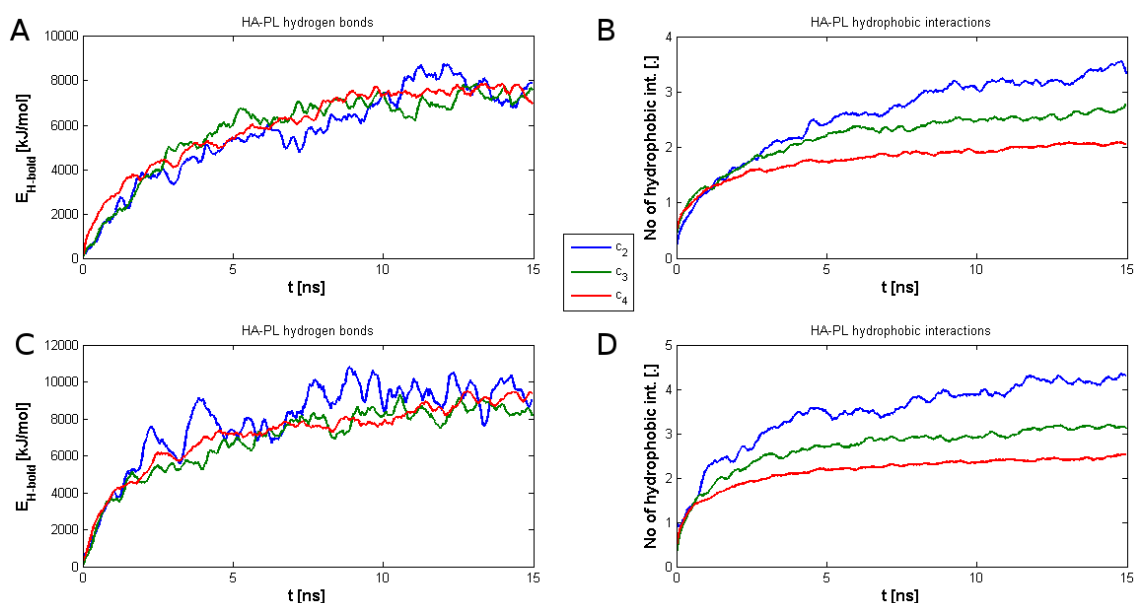 A
HA-PL hydrogen bonds
10000
8000
6000
4000
2000
0
E_H-bold [kJ/mol]
0 5 10 15
t [ns]
B
HA-PL hydrophobic interactions
4
3
2
1
0
No of hydrophobic int. [.]
0 5 10 15
t [ns]
c_2
c_3
c_4
C
HA-PL hydrogen bonds
12000
10000
8000
6000
4000
2000
0
E_H-bold [kJ/mol]
0 5 10 15
t [ns]
D
HA-PL hydrophobic interactions
5
4
3
2
1
0
No of hydrophobic int. [.]
0 5 10 15
t [ns]